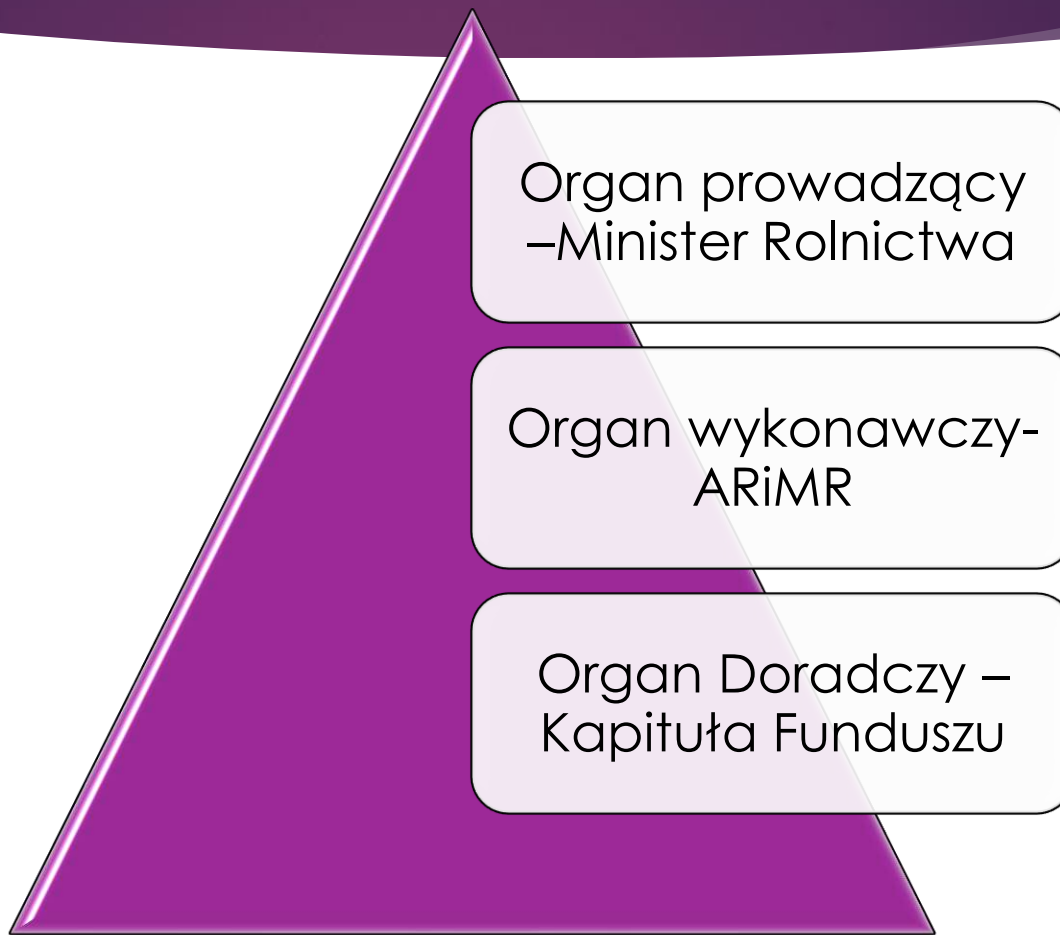 Organ prowadzący
–Minister Rolnictwa
Organ wykonawczy-
ARiMR
Organ Doradczy –
Kapituła Funduszu